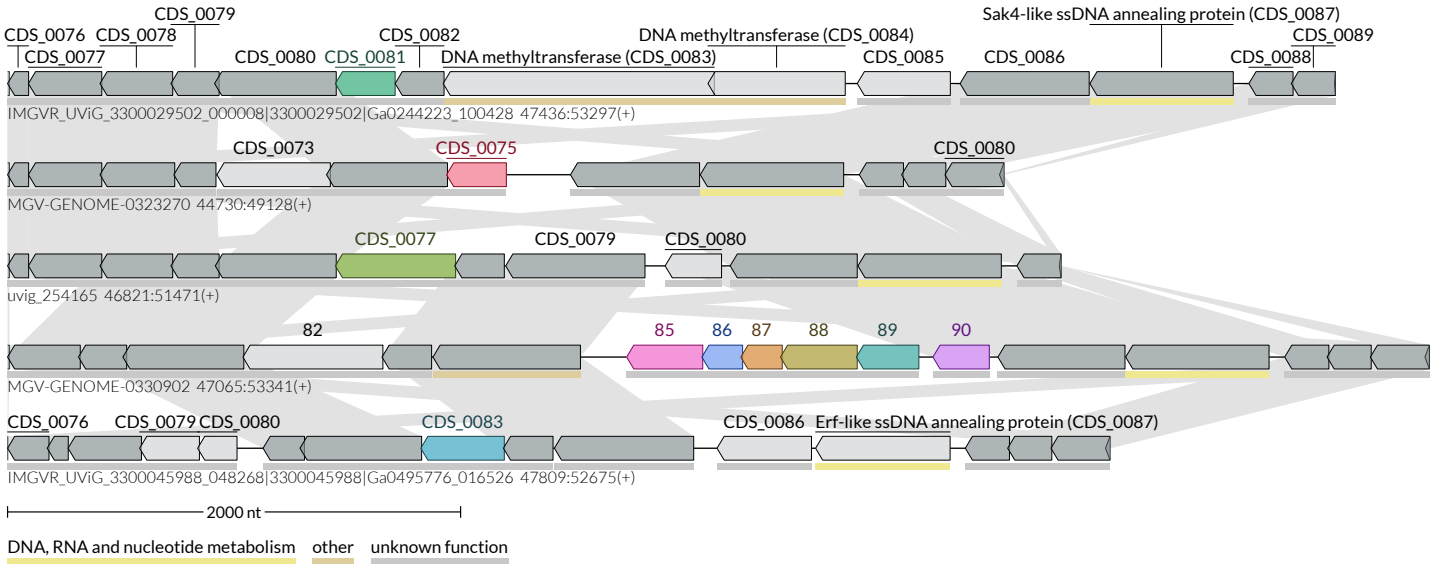 CDS_0079 Sak4-like ssDNA annealing protein (CDS_0087)
CDS_0076 CDS_0078 CDS_0082 DNA methyltransferase (CDS_0084) CDS_0089
CDS_0077 CDS_0080 CDS_0081 DNA methyltransferase (CDS_0083) CDS_0085 CDS_0086 CDS_0088
IMGVR_UViG_3300029502_000008|3300029502|Ga0244223_100428 47436:53297(+)
CDS_0073 CDS_0075 CDS_0080
MGV-GENOME-0323270 44730:49128(+)
CDS_0077 CDS_0079 CDS_0080
uvig_254165 46821:51471(+)
82 85 86 87 88 89 90
MGV-GENOME-0330902 47065:53341(+)
CDS_0076 CDS_0079 CDS_0080 CDS_0083 CDS_0086 Erf-like ssDNA annealing protein (CDS_0087)
IMGVR_UViG_3300045988_048268|3300045988|Ga0495776_016526 47809:52675(+)
2000 nt
DNA, RNA and nucleotide metabolism other unknown function